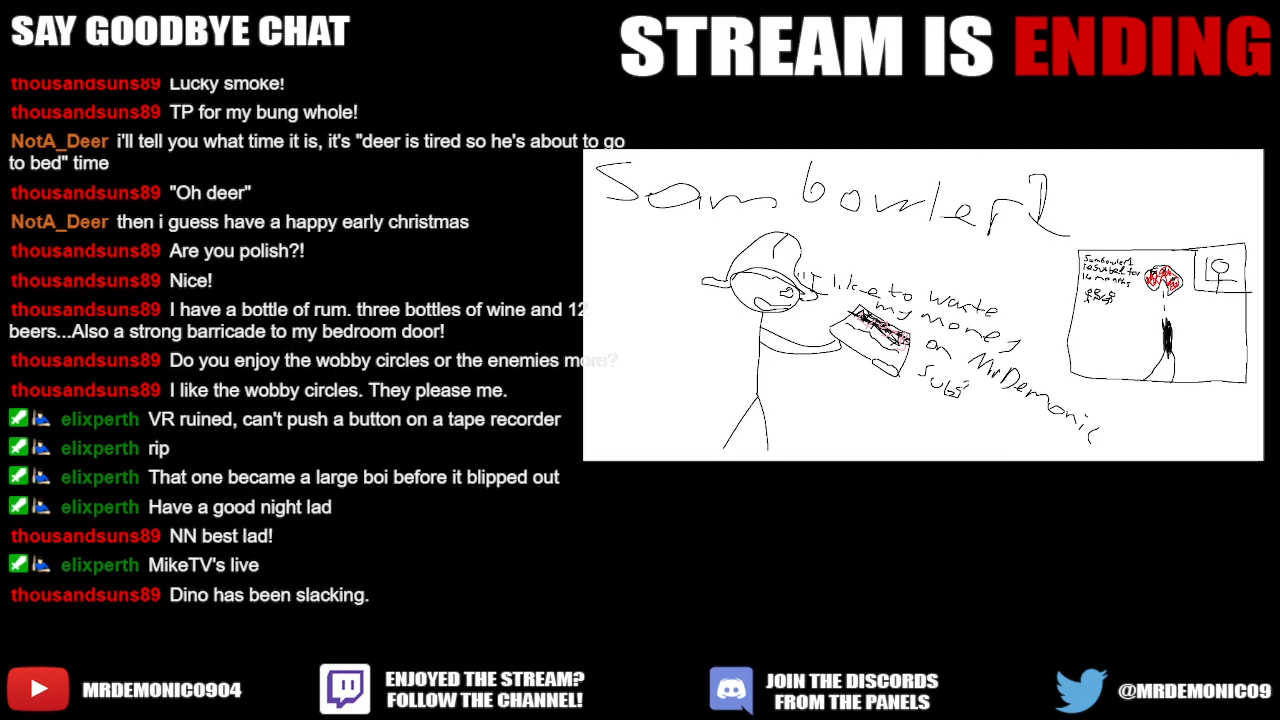 SAY GOODBYE CHAT
STREAM IS ENDING
thousandsuns89 Lucky smoke!
thousandsuns89 TP for my bung whole!
NotA_Deer i'll tell you what time it is, it's "deer is tired so he's about to go
to bed" time
thousandsuns89 "Oh deer"
NotA_Deer then i guess have a happy early christmas
thousandsuns89 Are you polish?!
thousandsuns89 Nice!
thousandsuns89 I have a bottle of rum. three bottles of wine and 12
beers...Also a strong barricade to my bedroom door!
thousandsuns89 Do you enjoy the wobby circles or the enemies more?
thousandsuns89 I like the wobby circles. They please me.
elixperth VR ruined, can't push a button on a tape recorder
elixperth rip
elixperth That one became a large boi before it blipped out
elixperth Have a good night lad
thousandsuns89 NN best lad!
elixperth MikeTV's live
thousandsuns89 Dino has been slacking.
Sambowler1
"I like to waste
my money
on MrDemonic
Subs"
Sambowler1
resubbed for
16 months
MRDEMONICO904
ENJOYED THE STREAM?
FOLLOW THE CHANNEL!
JOIN THE DISCORDS
FROM THE PANELS
@MRDEMONICO9